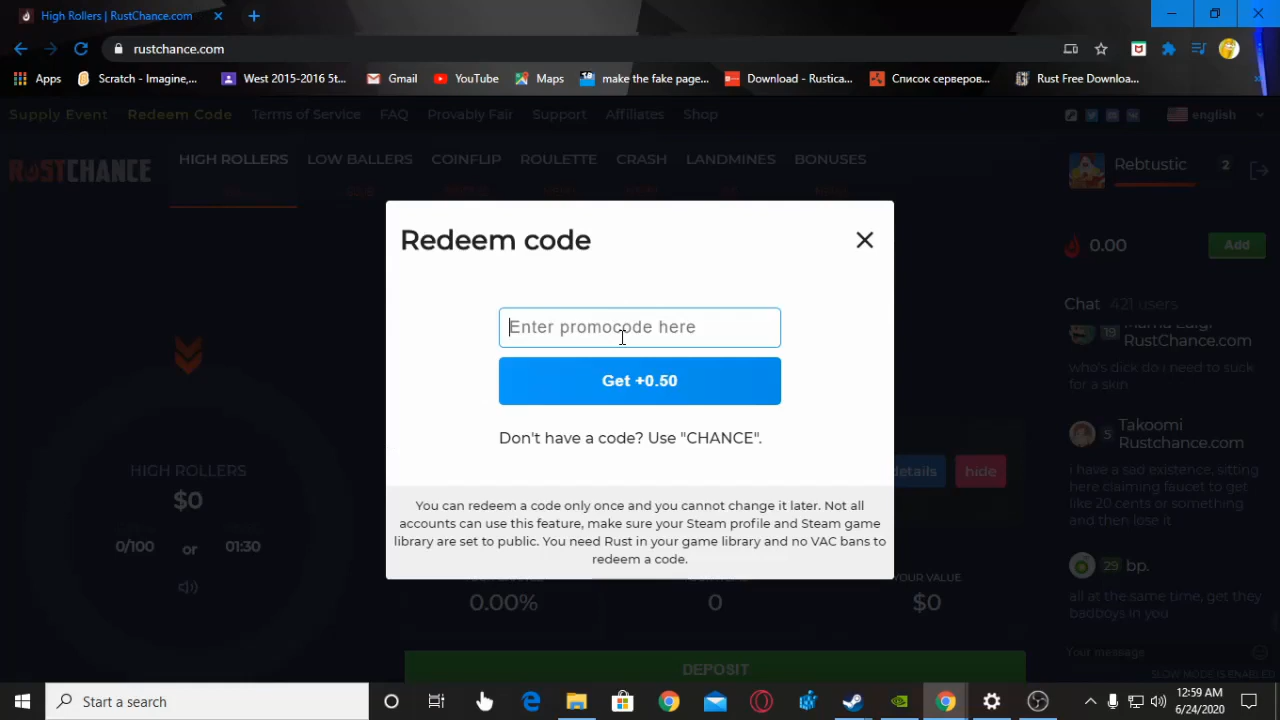 High Rollers | RustChance.com
rustchance.com
Apps
Scratch - Imagine,...
West 2015-2016 5t...
Gmail
YouTube
Maps
make the fake page...
Download - Rustica...
Список серверов...
Rust Free Downloa...
»
Supply Event
Redeem Code
Terms of Service
FAQ
Provably Fair
Support
Affiliates
Shop
english
RUSTCHANCE
HIGH ROLLERS
LOW BALLERS
COINFLIP
ROULETTE
CRASH
LANDMINES
BONUSES
Rebtustic
2
0.00
Add
Redeem code
Enter promocode here
Get +0.50
Don't have a code? Use "CHANCE".
You can redeem a code only once and you cannot change it later. Not all
accounts can use this feature, make sure your Steam profile and Steam game
library are set to public. You need Rust in your game library and no VAC bans to
redeem a code.
HIGH ROLLERS
$0
0/100
or
01:30
details
hide
0.00%
0
YOUR VALUE
$0
DEPOSIT
Chat
421 users
19
Mama Luigi
RustChance.com
who's dick do i need to suck
for a skin
5
Takoomi
Rustchance.com
i have a sad existence, sitting
here claiming faucet to get
like 20 cents or something
and then lose it
29
bp.
all at the same time, get they
badboys in you
Your message
SLOW MODE IS ENABLED
Start a search
12:59 AM
6/24/2020